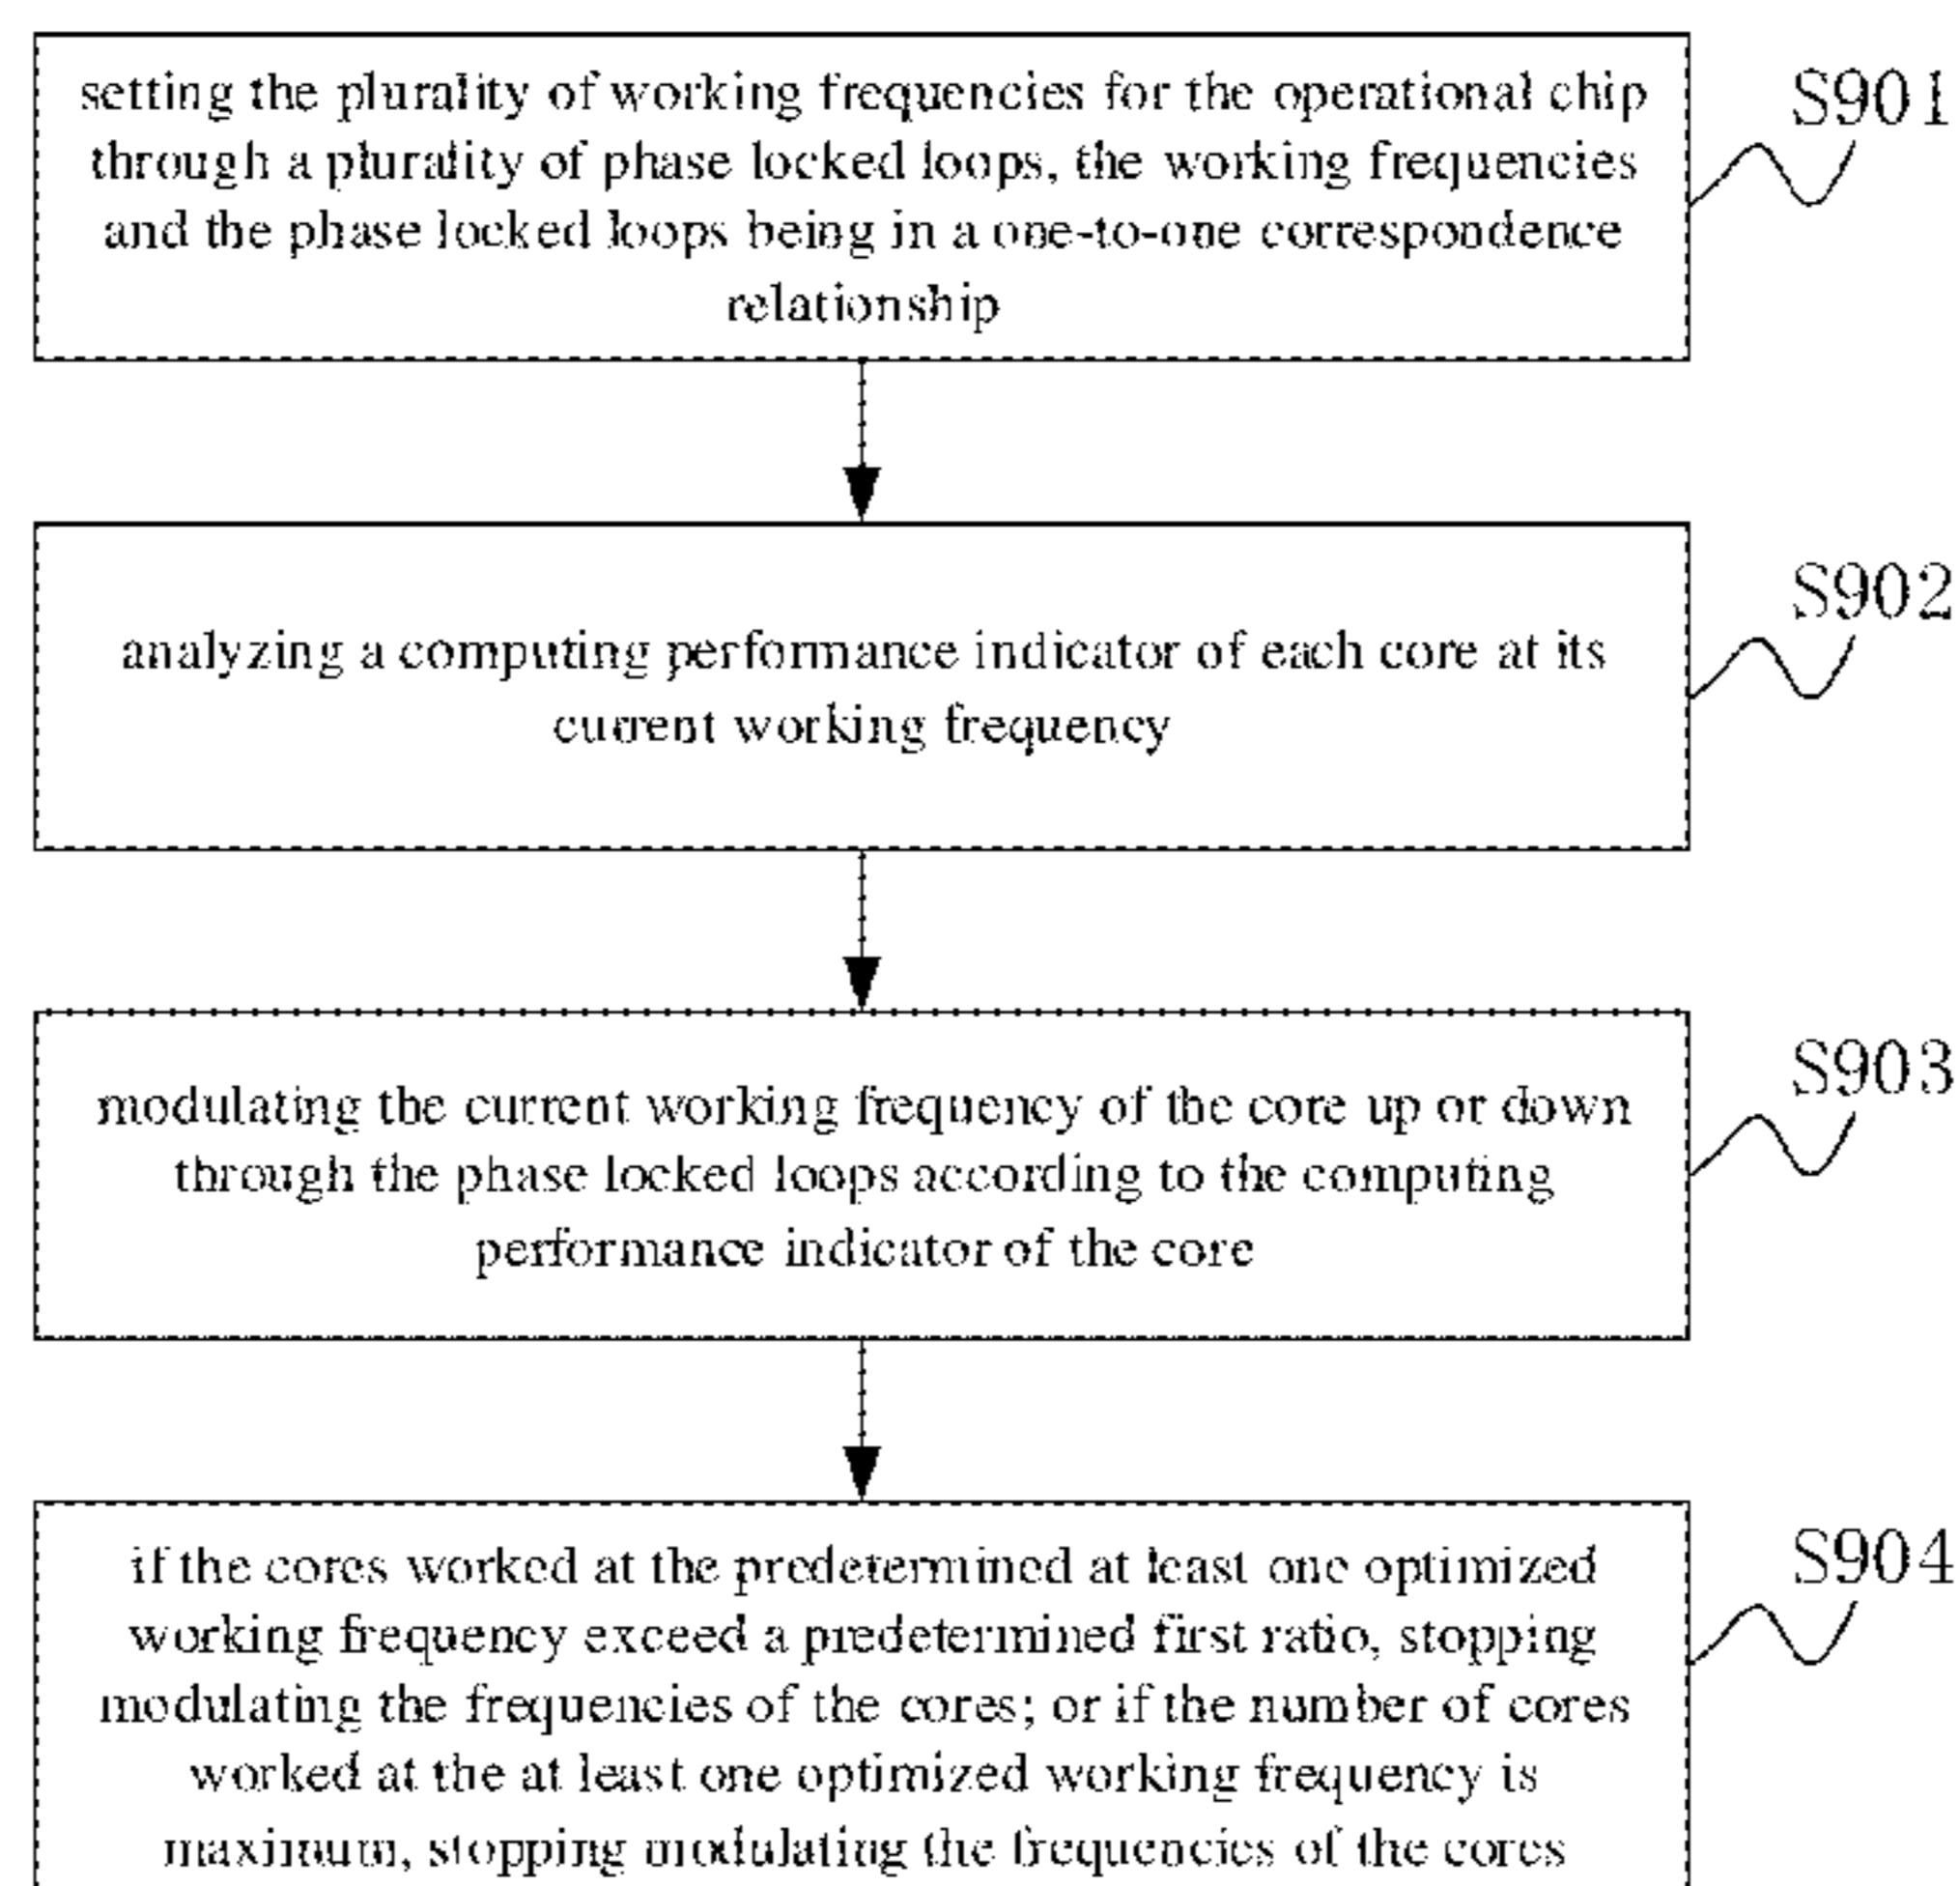 setting the plurality of working frequencies for the operational chip
through a plurality of phase locked loops, the working frequencies
and the phase locked loops being in a one-to-one correspondence
relationship
S901
analyzing a computing performance indicator of each core at its
current working frequency
S902
modulating the current working frequency of the core up or down
through the phase locked loops according to the computing
performance indicator of the core
S903
if the cores worked at the predetermined at least one optimized
working frequency exceed a predetermined first ratio, stopping
modulating the frequencies of the cores; or if the number of cores
worked at the at least one optimized working frequency is
maximum, stopping modulating the frequencies of the cores
S904